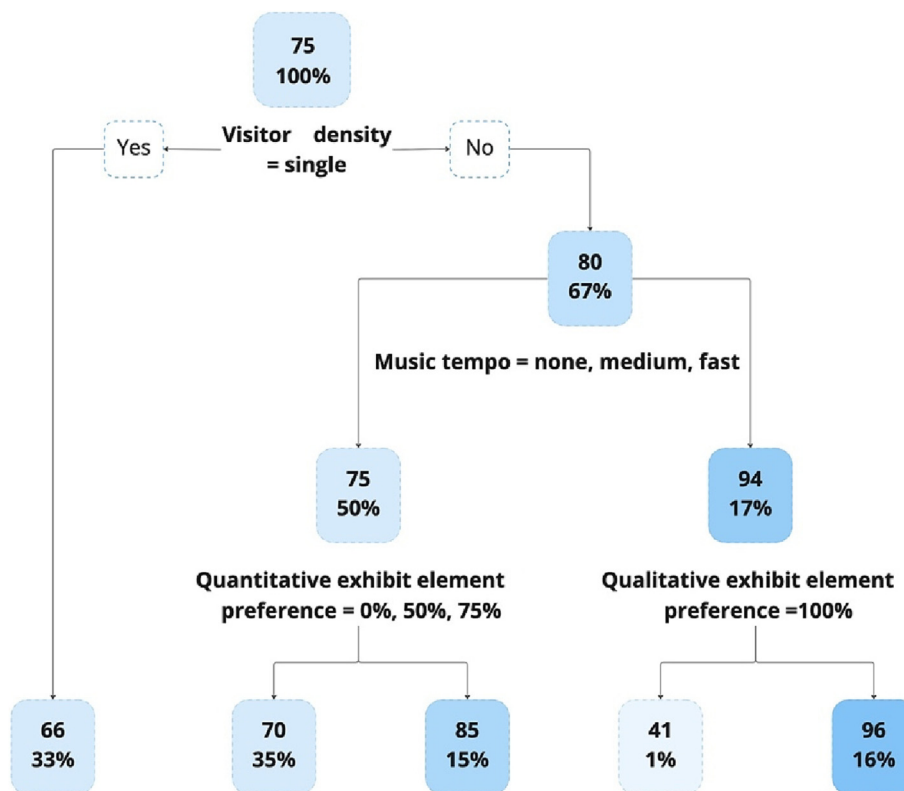 75
100%
Yes
Visitor density
= single
No
80
67%
Music tempo = none, medium, fast
75
50%
94
17%
Quantitative exhibit element
preference = 0%, 50%, 75%
Qualitative exhibit element
preference =100%
66
33%
70
35%
85
15%
41
1%
96
16%